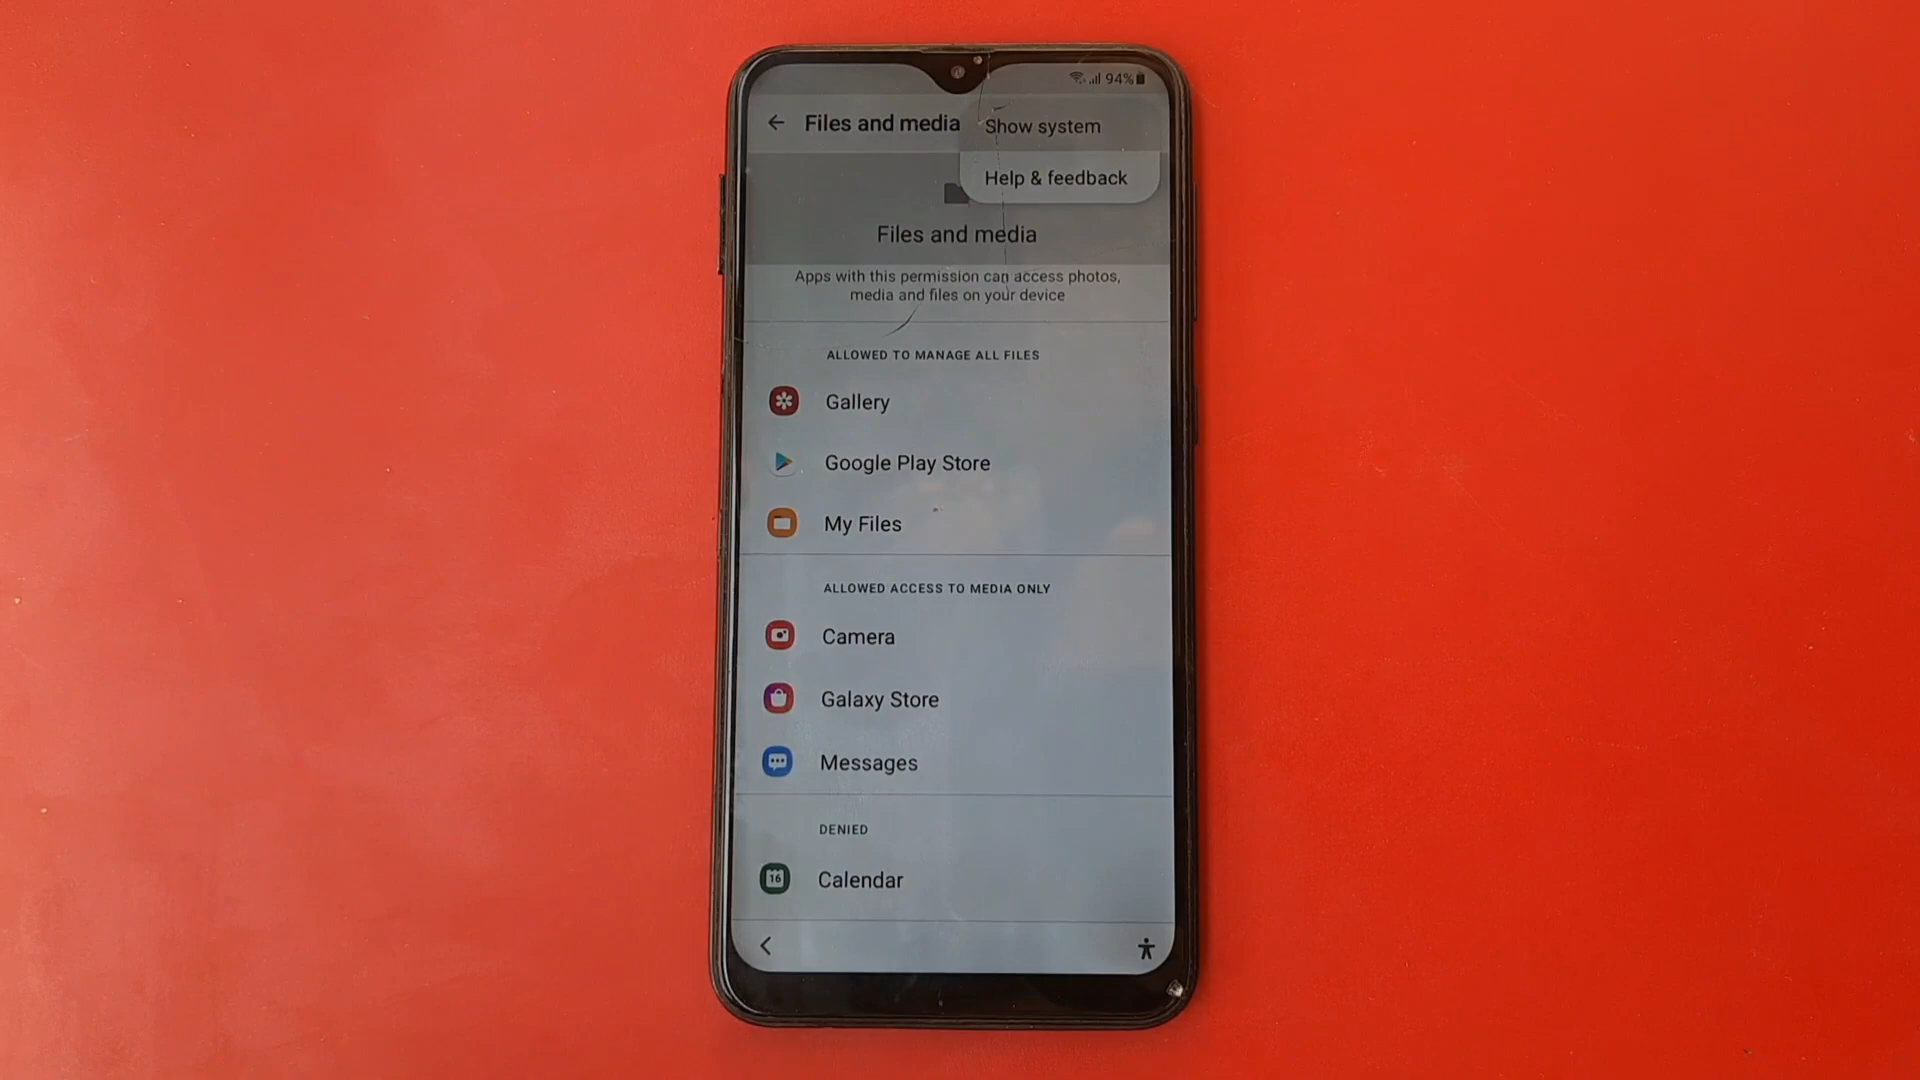 94%
Files and media
Show system
Help & feedback
Files and media
Apps with this permission can access photos,
media and files on your device
ALLOWED TO MANAGE ALL FILES
Gallery
Google Play Store
My Files
ALLOWED ACCESS TO MEDIA ONLY
Camera
Galaxy Store
Messages
DENIED
16
Calendar